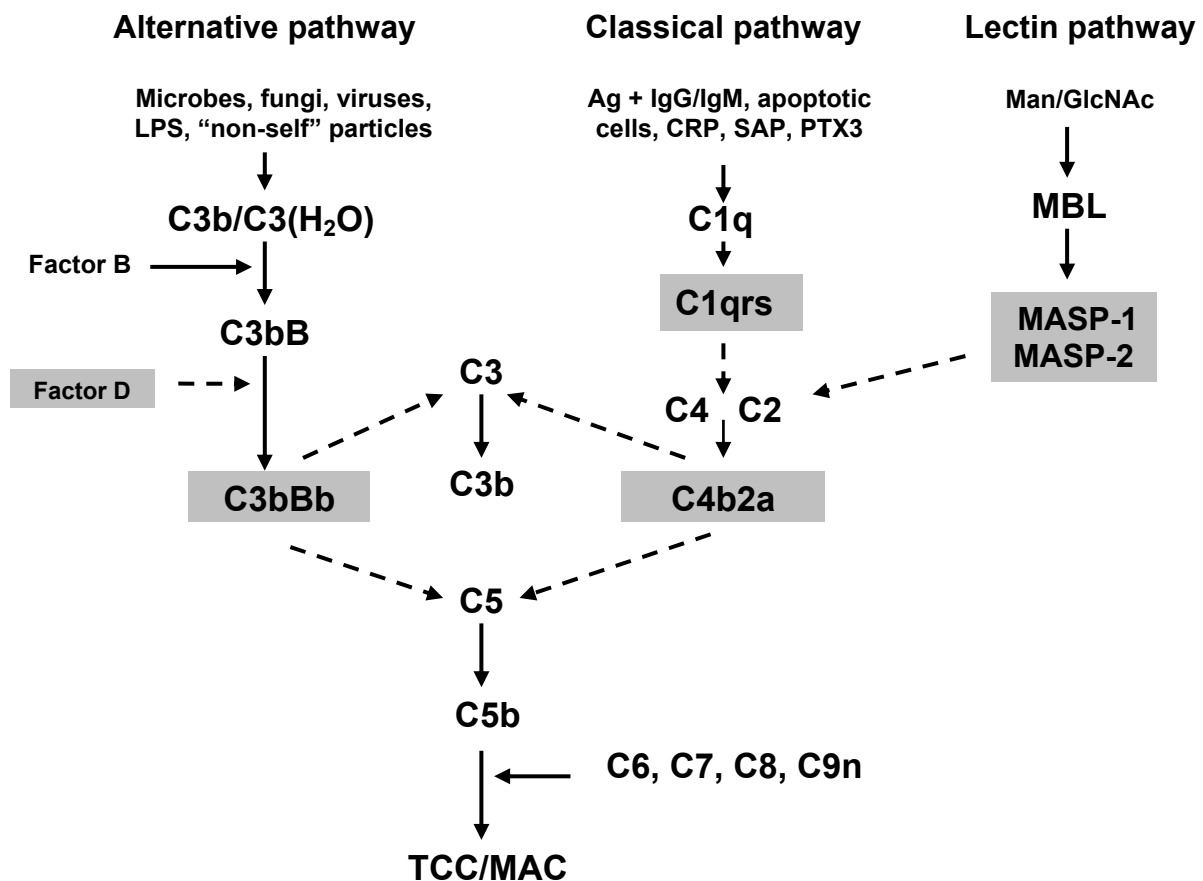 Alternative pathway
Classical pathway
Lectin pathway
Microbes, fungi, viruses,
LPS, “non-self” particles
Ag + IgG/IgM, apoptotic
cells, CRP, SAP, PTX3
Man/GlcNAc
C3b/C3(H₂O)
C1q
MBL
Factor B
C1qrs
MASP-1
MASP-2
C3bB
Factor D
C3
C4 C2
C3bBb
C3b
C4b2a
C5
C5b
C6, C7, C8, C9n
TCC/MAC